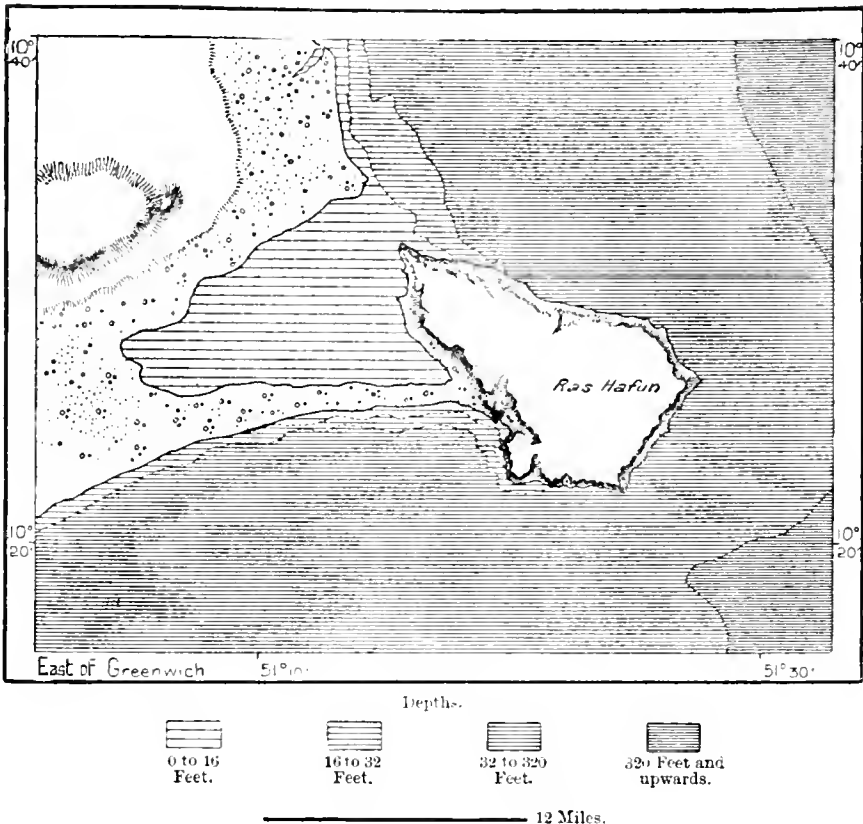 10° 10°
40' 40'
Ras Hafun
10° 10°
20' 20'
East of Greenwich 51°10' 51°30'
Depths.
0 to 16 16 to 32 32 to 320 320 Feet and
Feet. Feet. Feet. upwards.
12 Miles.